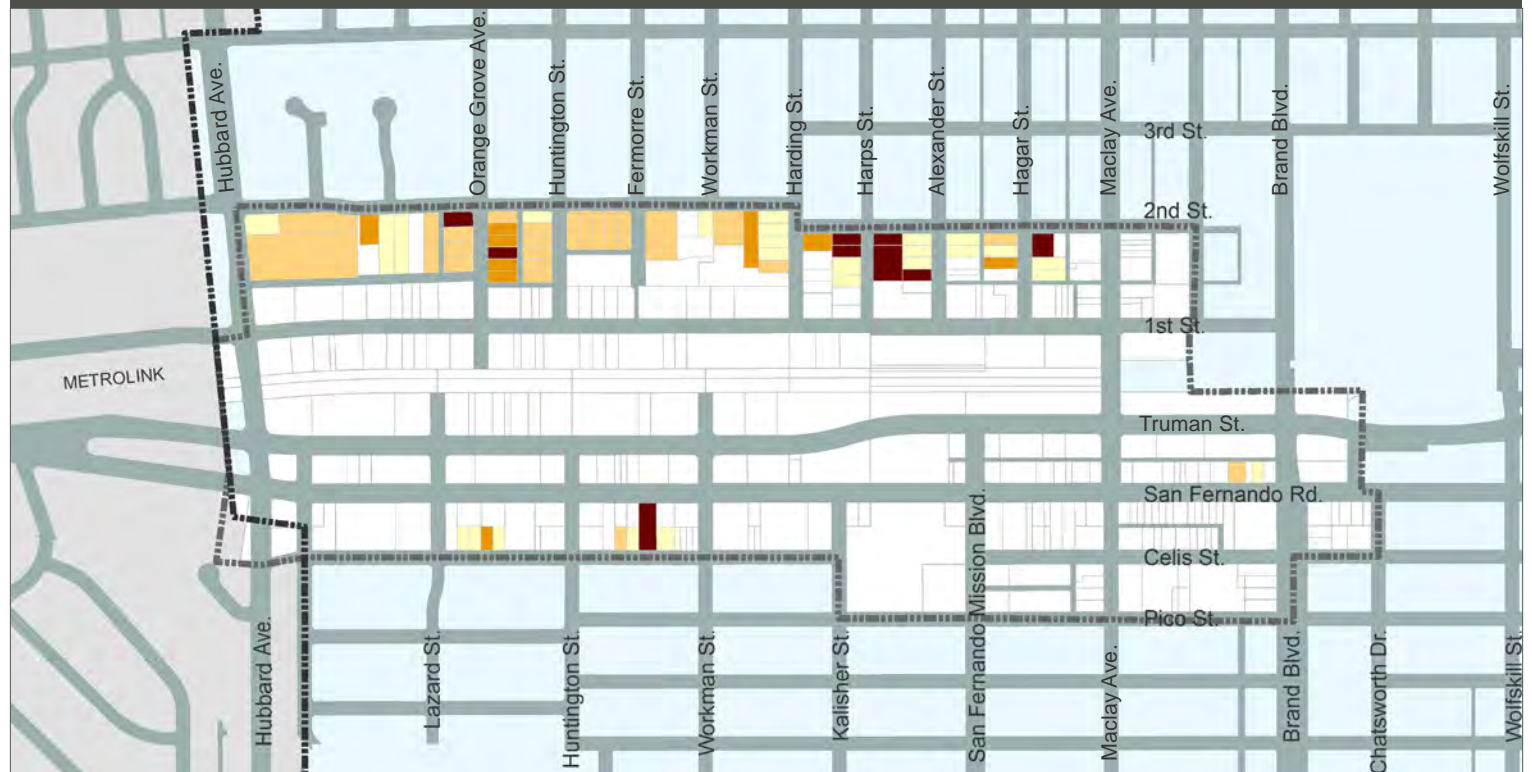 Hubbard Ave.
Orange Grove Ave.
Huntington St.
Fermorre St.
Workman St.
Harding St.
Harps St.
Alexander St.
Hagar St.
Maclay Ave.
Brand Blvd.
Wolfskill St.
3rd St.
2nd St.
1st St.
METROLINK
Truman St.
San Fernando Rd.
Celis St.
Pico St.
Hubbard Ave.
Lazard St.
Huntington St.
Workman St.
Kalisher St.
San Fernando Mission Blvd.
Maclay Ave.
Brand Blvd.
Chatsworth Dr.
Wolfskill St.